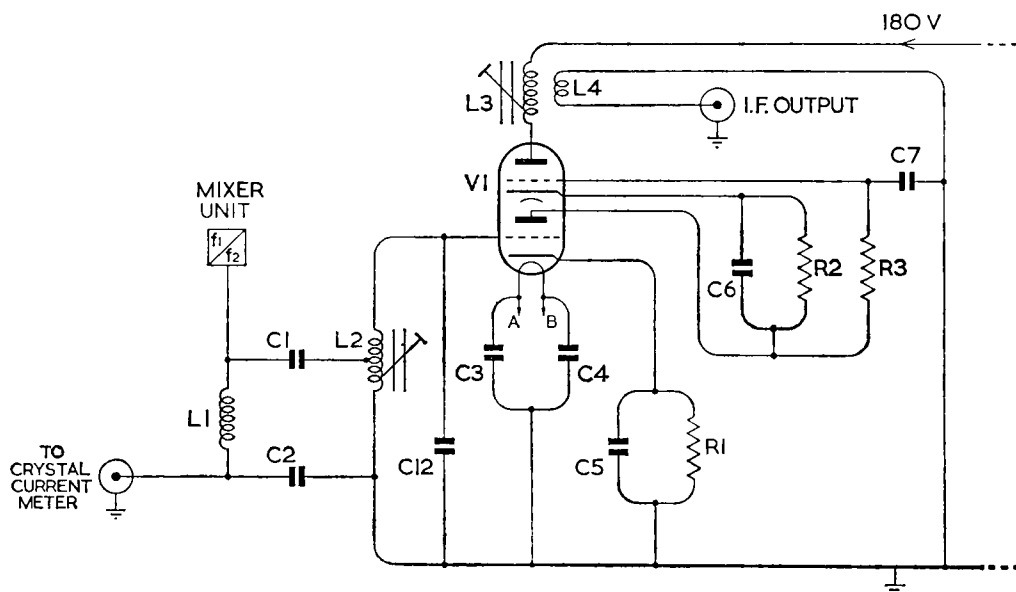 180 V
L3
L4
I.F. OUTPUT
C7
V1
MIXER
UNIT
f1
f2
C6
R2
R3
C1
L2
A
B
C3
C4
L1
TO
CRYSTAL
CURRENT
METER
C2
C12
C5
R1